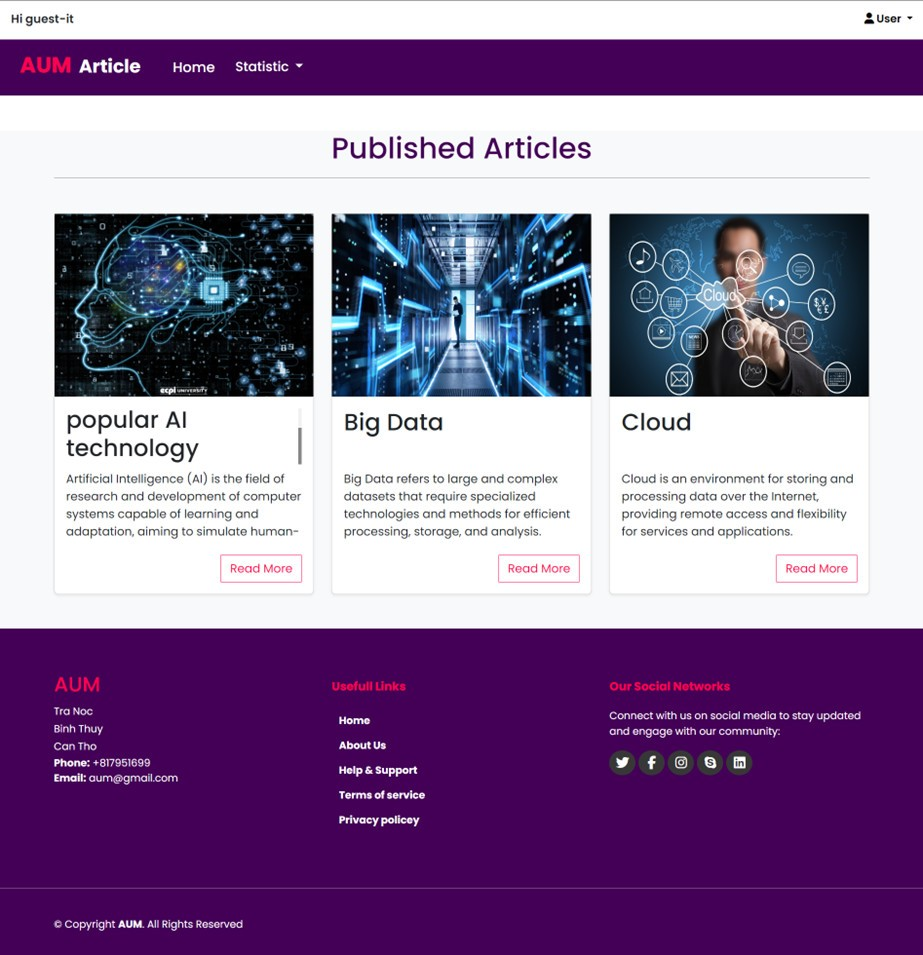 Hi guest-it
User
AUM Article
Home
Statistic
Published Articles
ecpi UNIVERSITY
Cloud
popular AI
technology
Artificial Intelligence (AI) is the field of
research and development of computer
systems capable of learning and
adaptation, aiming to simulate human-
Read More
Big Data
Big Data refers to large and complex
datasets that require specialized
technologies and methods for efficient
processing, storage, and analysis.
Read More
Cloud
Cloud is an environment for storing and
processing data over the Internet,
providing remote access and flexibility
for services and applications.
Read More
AUM
Tra Noc
Binh Thuy
Can Tho
Phone: +817951699
Email: aum@gmail.com
Usefull Links
Home
About Us
Help & Support
Terms of service
Privacy policey
Our Social Networks
Connect with us on social media to stay updated
and engage with our community:
© Copyright AUM. All Rights Reserved